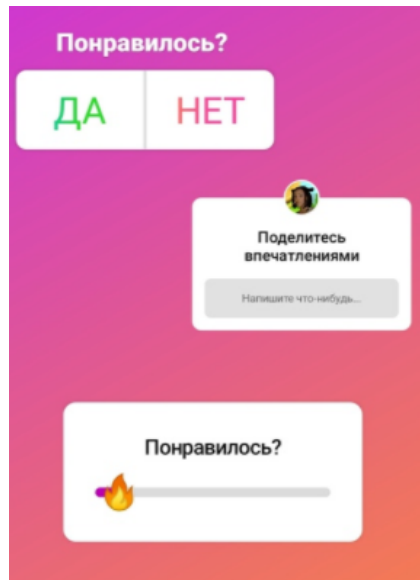 Понравилось?
ДА НЕТ
Поделитесь
впечатлениями
Напишите что-нибудь...
Понравилось?